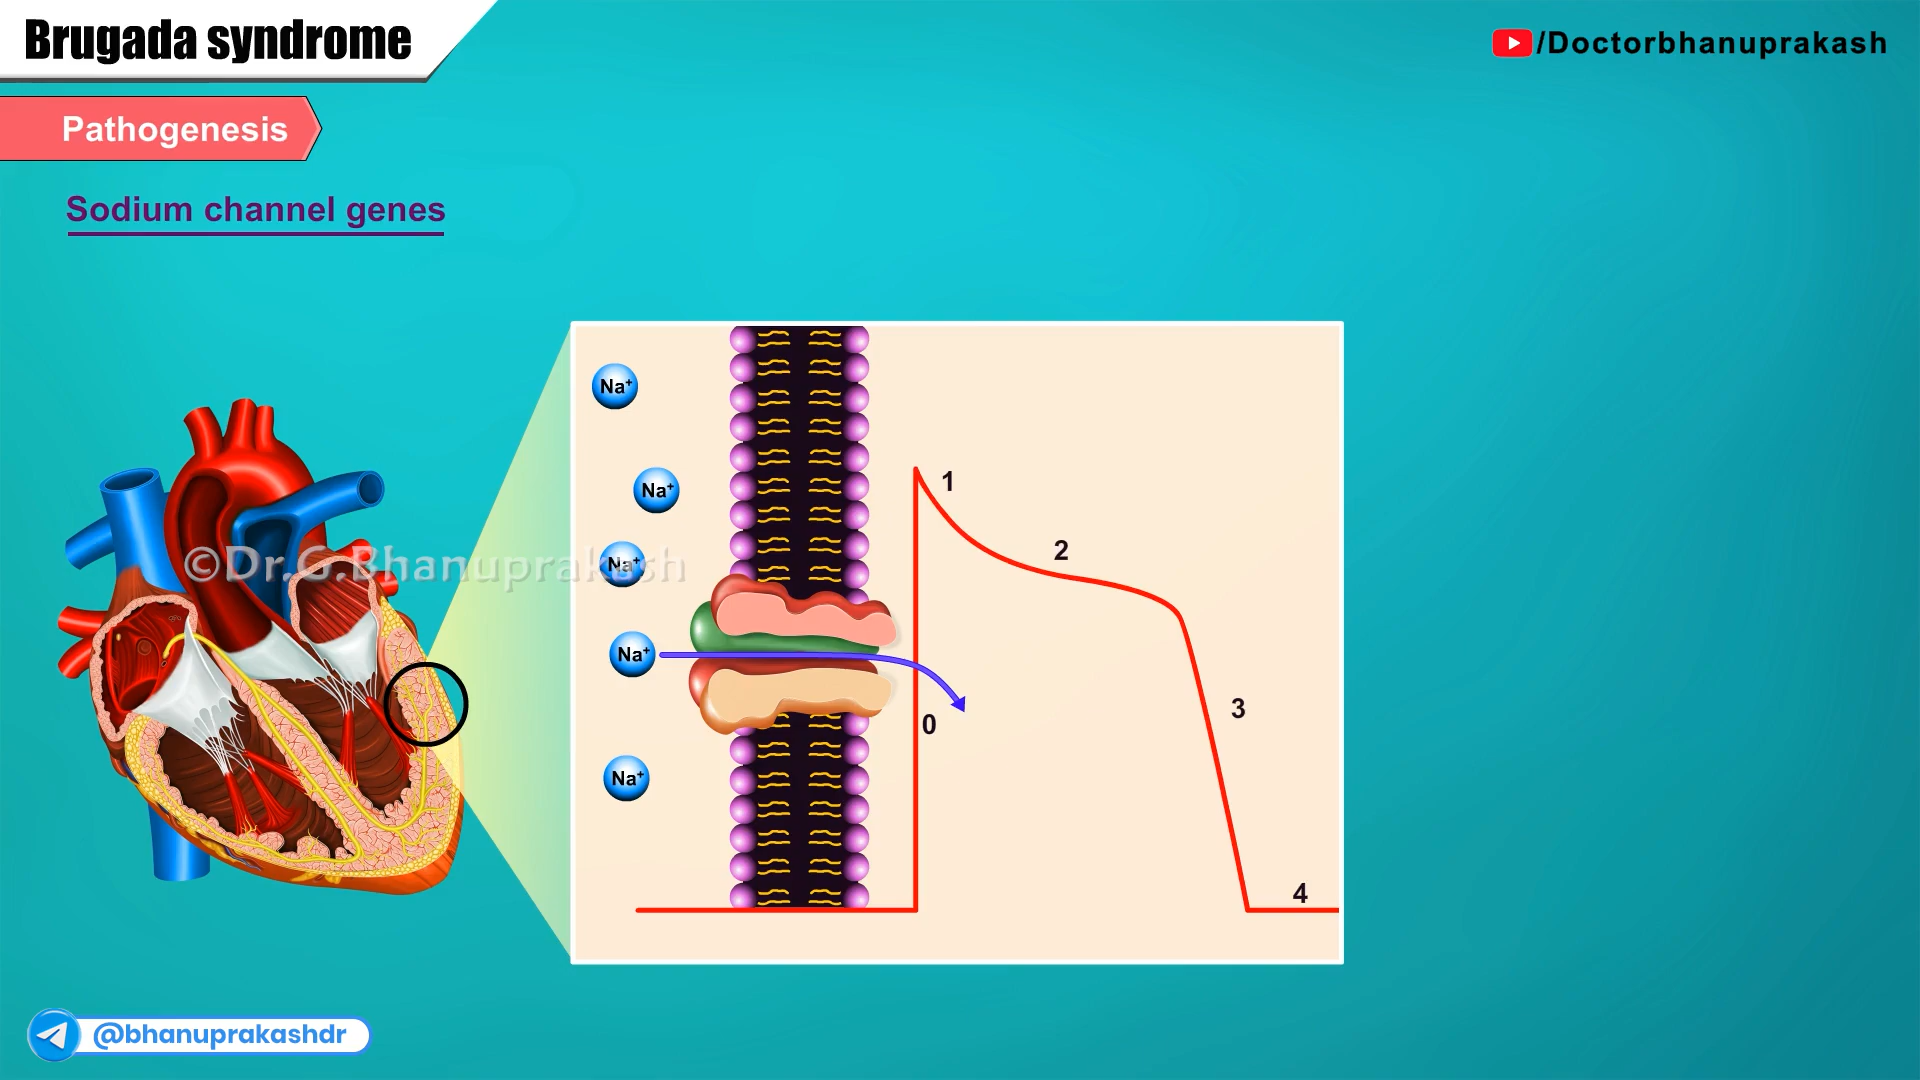 Brugada syndrome
/Doctorbhanuprakash
Pathogenesis
Sodium channel genes
Na+
Na+
1
2
©Dr.G.Bhanuprakash
Na+
Na+
3
0
Na+
4
@bhanuprakashdr